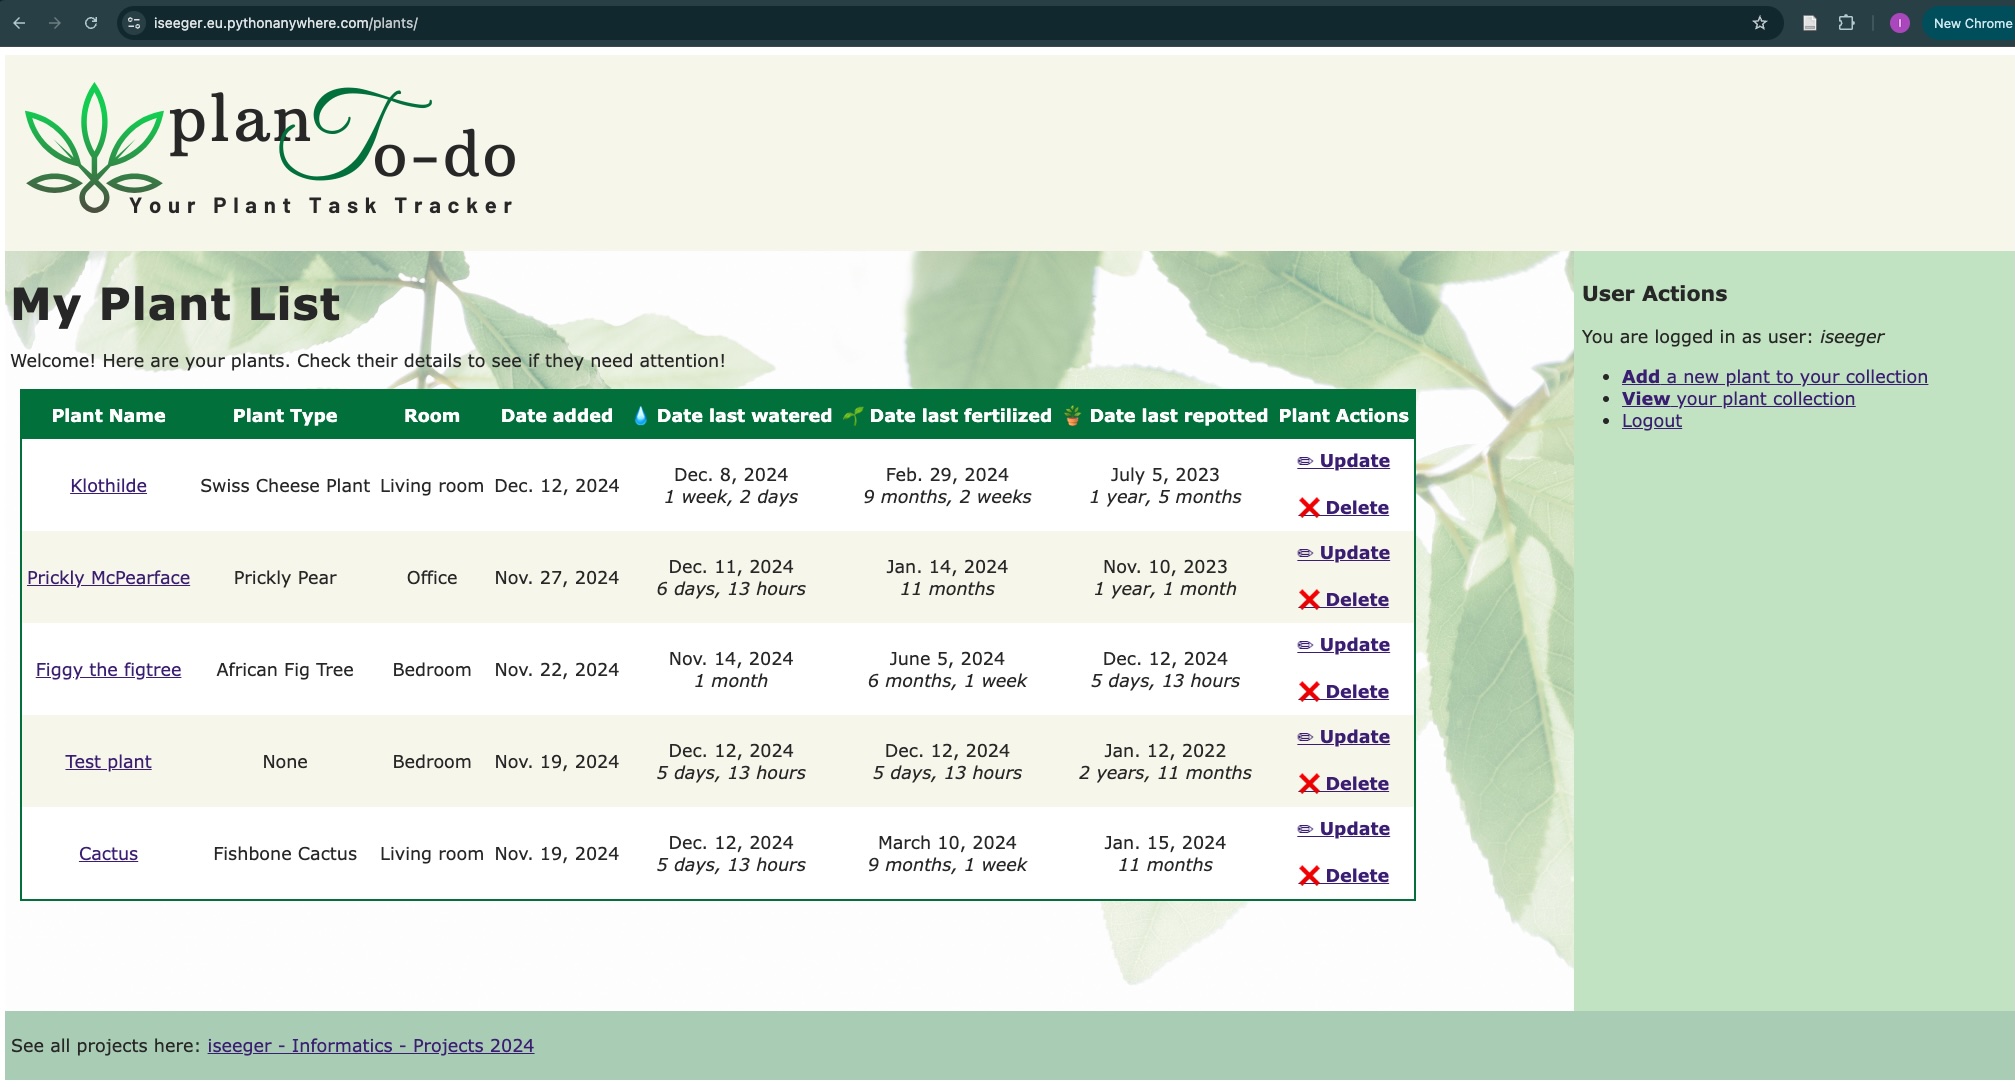 iseeger.eu.pythonanywhere.com/plants/
I
New Chrome
planTo-do
Your Plant Task Tracker
My Plant List
Welcome! Here are your plants. Check their details to see if they need attention!
Plant Name Plant Type Room Date added 💧 Date last watered 🌱 Date last fertilized 🪴 Date last repotted Plant Actions
Klothilde Swiss Cheese Plant Living room Dec. 12, 2024 Dec. 8, 2024 Feb. 29, 2024 July 5, 2023 ✏ Update
1 week, 2 days 9 months, 2 weeks 1 year, 5 months ❌ Delete
Prickly McPearface Prickly Pear Office Nov. 27, 2024 Dec. 11, 2024 Jan. 14, 2024 Nov. 10, 2023 ✏ Update
6 days, 13 hours 11 months 1 year, 1 month ❌ Delete
Figgy the figtree African Fig Tree Bedroom Nov. 22, 2024 Nov. 14, 2024 June 5, 2024 Dec. 12, 2024 ✏ Update
1 month 6 months, 1 week 5 days, 13 hours ❌ Delete
Test plant None Bedroom Nov. 19, 2024 Dec. 12, 2024 Dec. 12, 2024 Jan. 12, 2022 ✏ Update
5 days, 13 hours 5 days, 13 hours 2 years, 11 months ❌ Delete
Cactus Fishbone Cactus Living room Nov. 19, 2024 Dec. 12, 2024 March 10, 2024 Jan. 15, 2024 ✏ Update
5 days, 13 hours 9 months, 1 week 11 months ❌ Delete
User Actions
You are logged in as user: iseeger
• Add a new plant to your collection
• View your plant collection
• Logout
See all projects here: iseeger - Informatics - Projects 2024